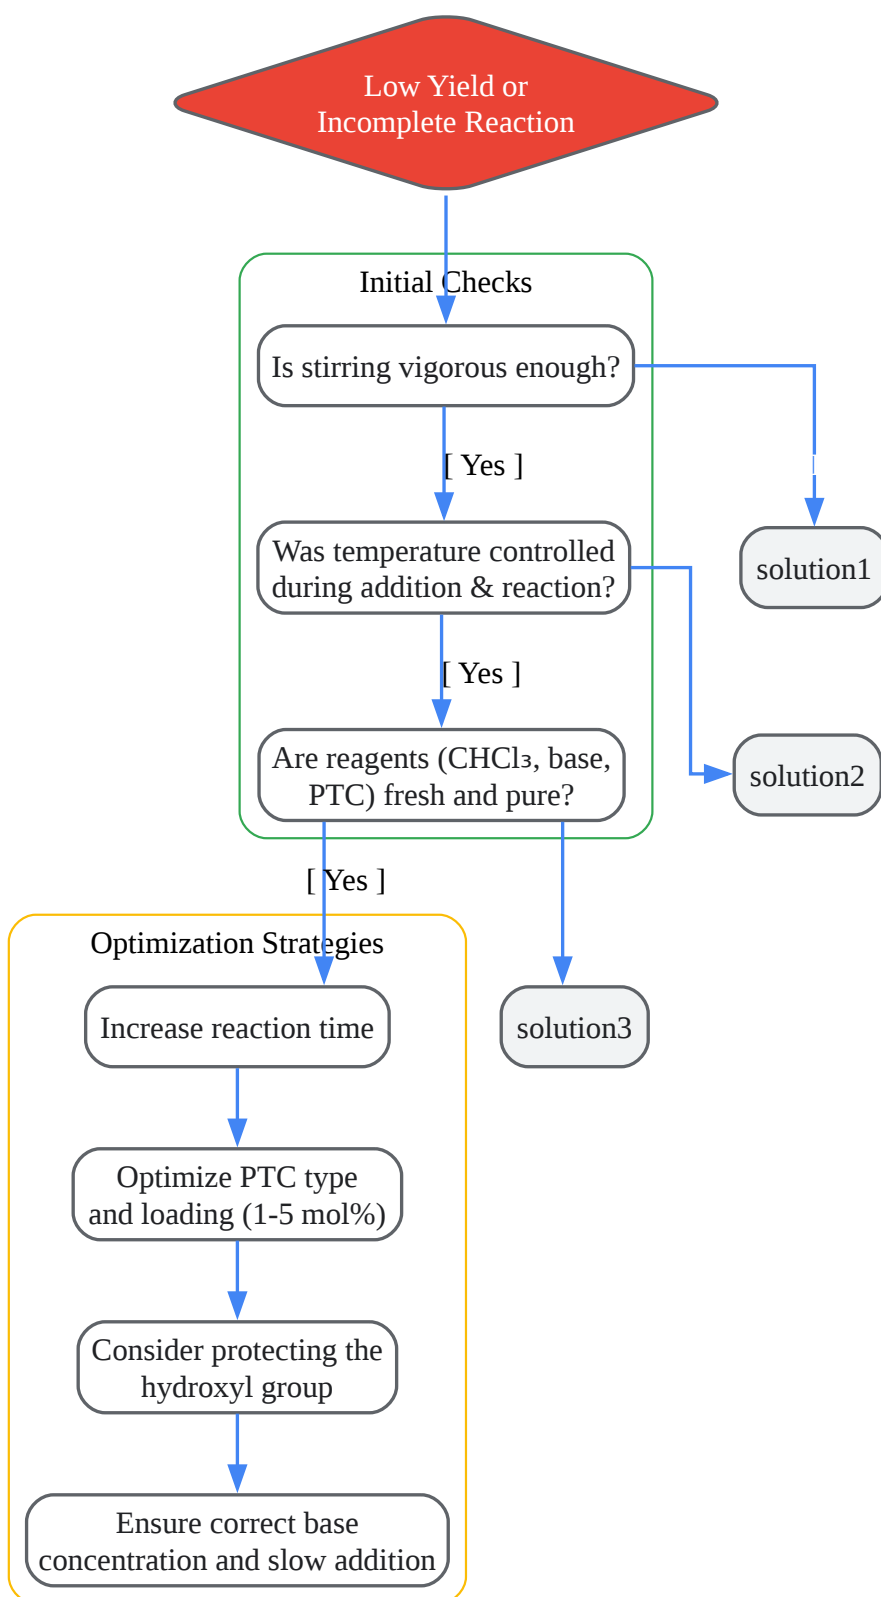 Low Yield or
Incomplete Reaction
Initial Checks
Is stirring vigorous enough?
[ Yes ]
Was temperature controlled
during addition & reaction?
solution1
[ Yes ]
Are reagents (CHCl₃, base,
PTC) fresh and pure?
solution2
[ Yes ]
Optimization Strategies
Increase reaction time
solution3
Optimize PTC type
and loading (1-5 mol%)
Consider protecting the
hydroxyl group
Ensure correct base
concentration and slow addition